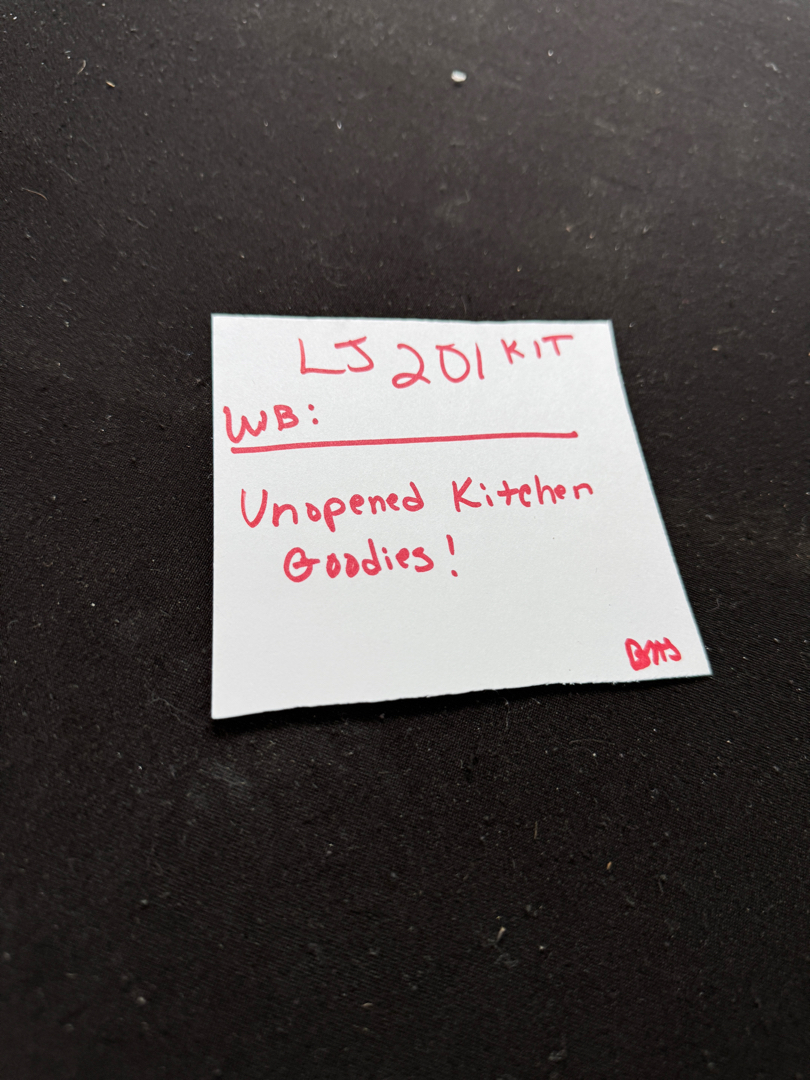 LJ 201 KIT
WB:
Unopened Kitchen
Goodies!